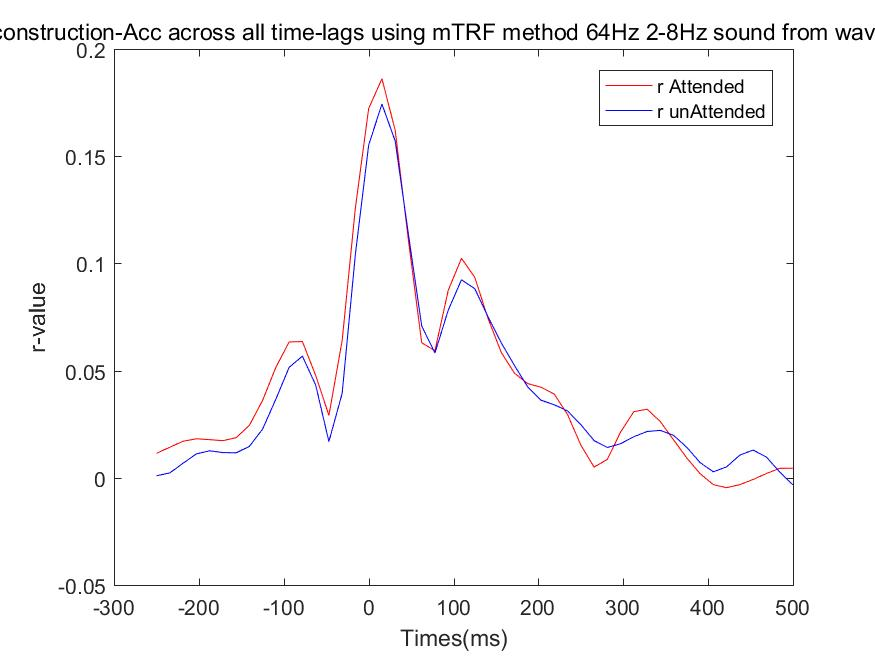 construction-Acc across all time-lags using mTRF method 64Hz 2-8Hz sound from wav
0.2
r Attended
r unAttended
0.15
0.1
r-value
0.05
0
-0.05
-300 -200 -100 0 100 200 300 400 500
Times(ms)